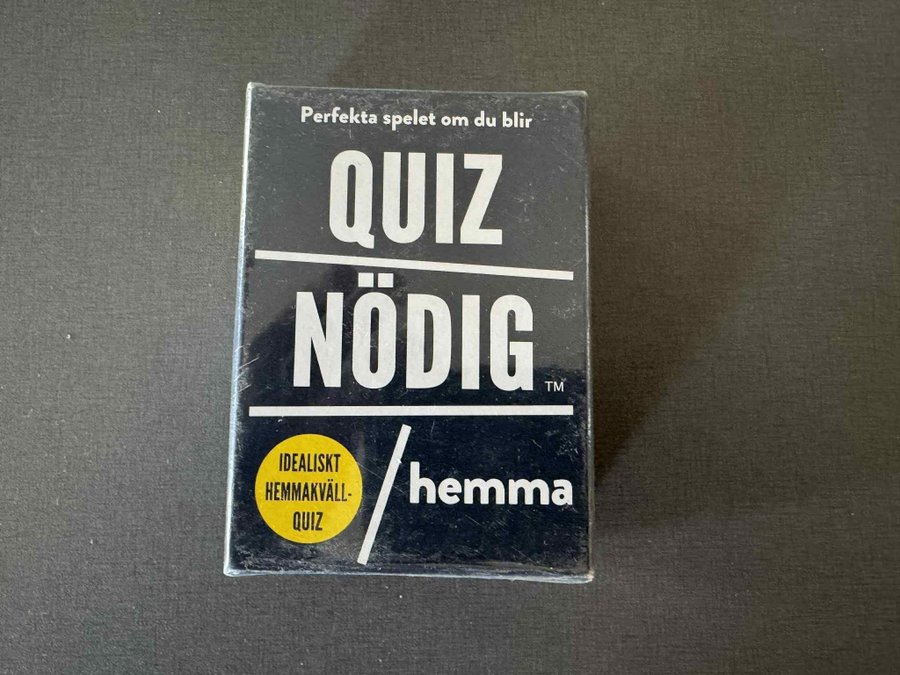 Perfekta spelet om du blir
QUIZ
NÖDIG™
IDEALISKT
HEMMAKVÄLL-
QUIZ
/hemma